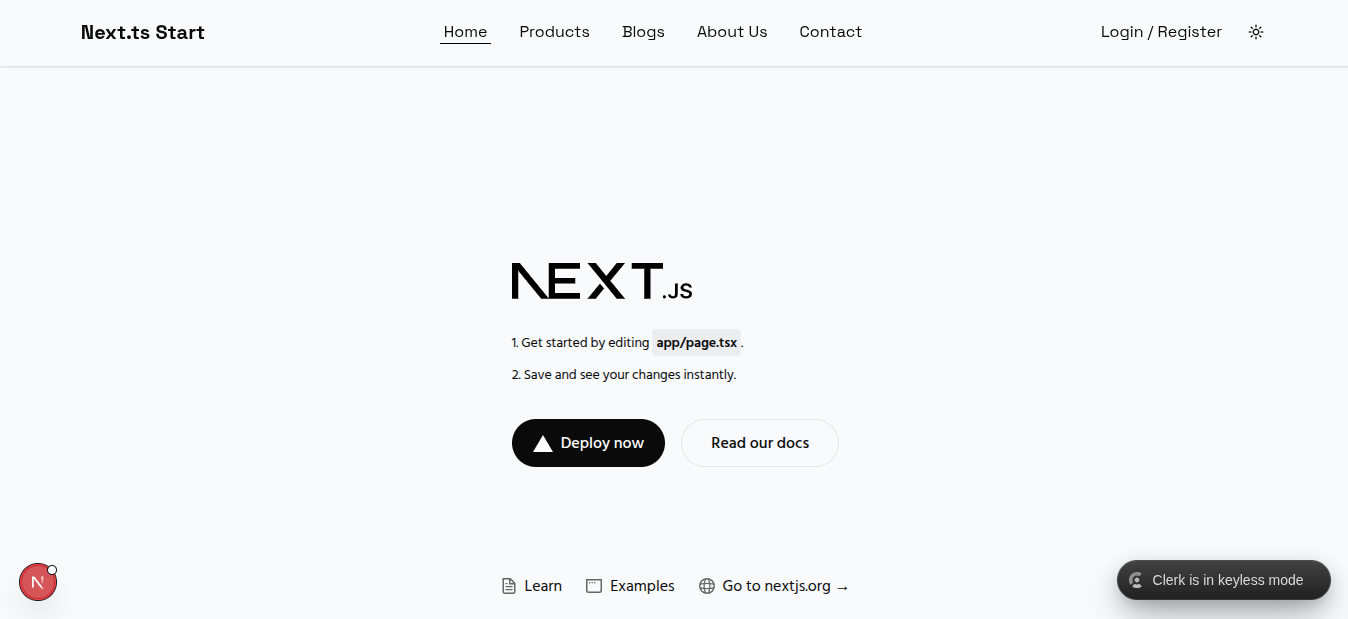 Next.ts Start
Home Products Blogs About Us Contact
Login / Register
NEXT.JS
1. Get started by editing app/page.tsx .
2. Save and see your changes instantly.
Deploy now Read our docs
Learn Examples Go to nextjs.org →
N
Clerk is in keyless mode